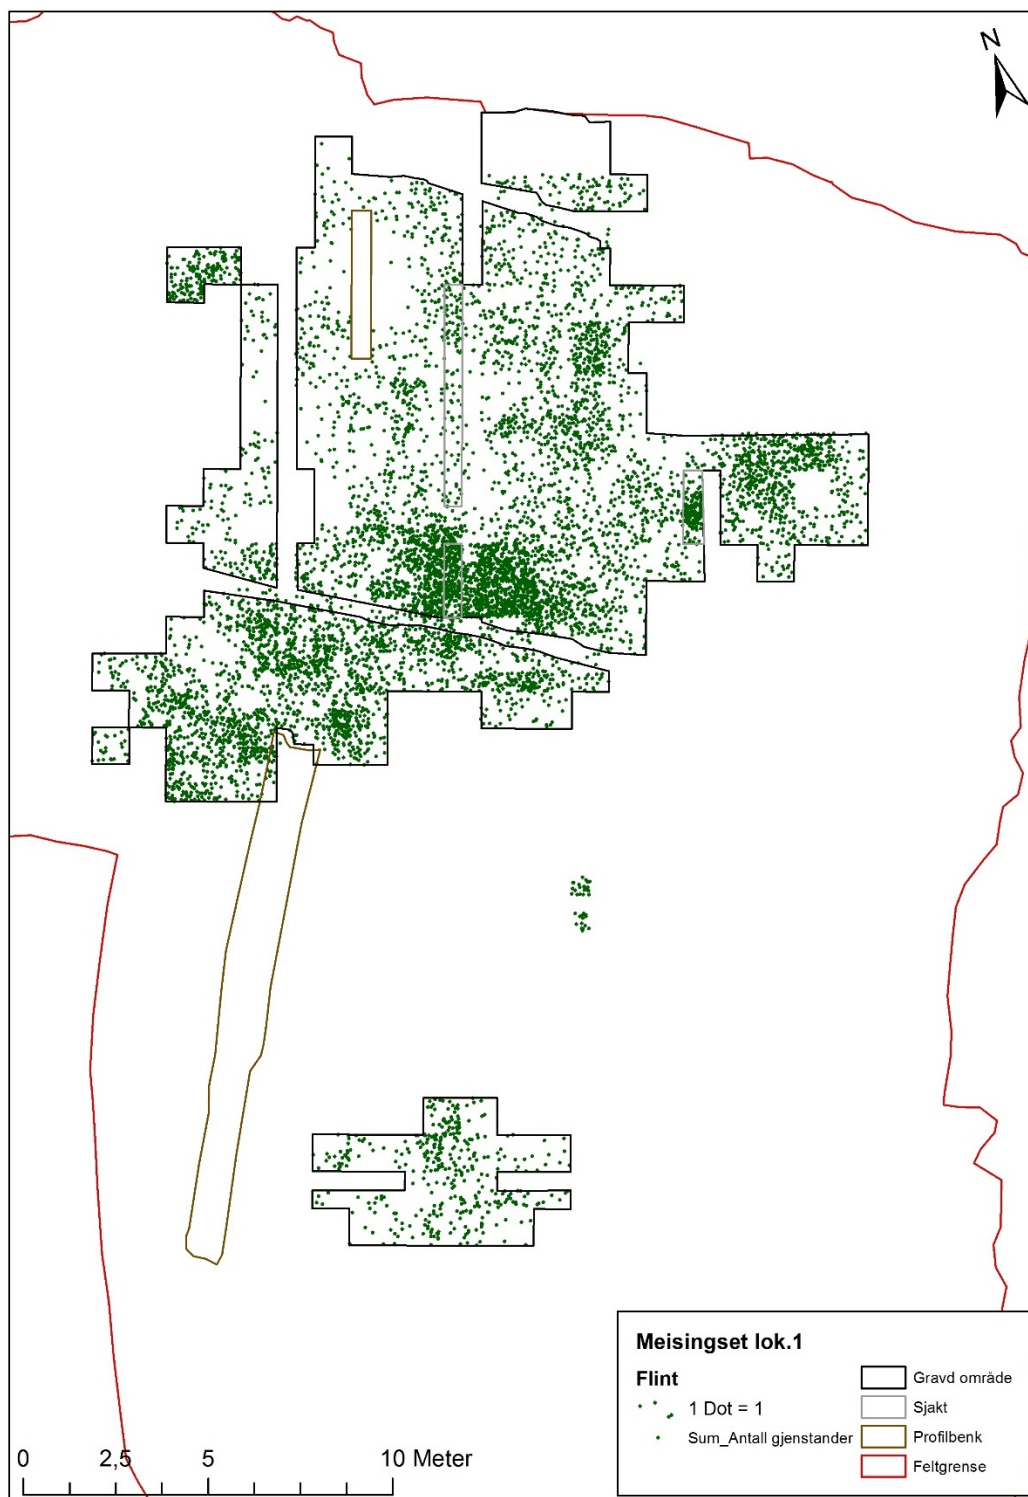 N
Meisingset lok.1
Flint
1 Dot = 1
Sum_Antall gjenstander
Gravd område
Sjakt
Profilbenk
Feltgrense
0 2,5 5 10 Meter